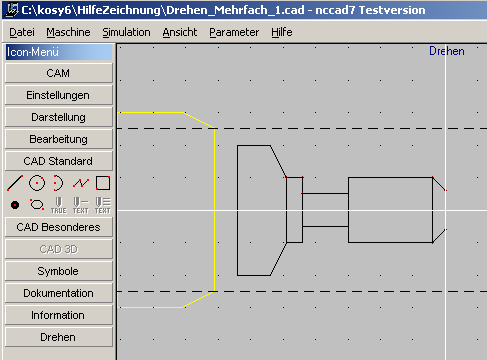 C:\kosy6\HilfeZeichnung\Drehen_Mehrfach_1.cad - nccad7 Testversion
Datei Maschine Simulation Ansicht Parameter Hilfe
Icon-Menü
Drehen
CAM
Einstellungen
Darstellung
Bearbeitung
CAD Standard
TRUE TEXT TEXT
CAD Besonderes
CAD 3D
Symbole
Dokumentation
Information
Drehen